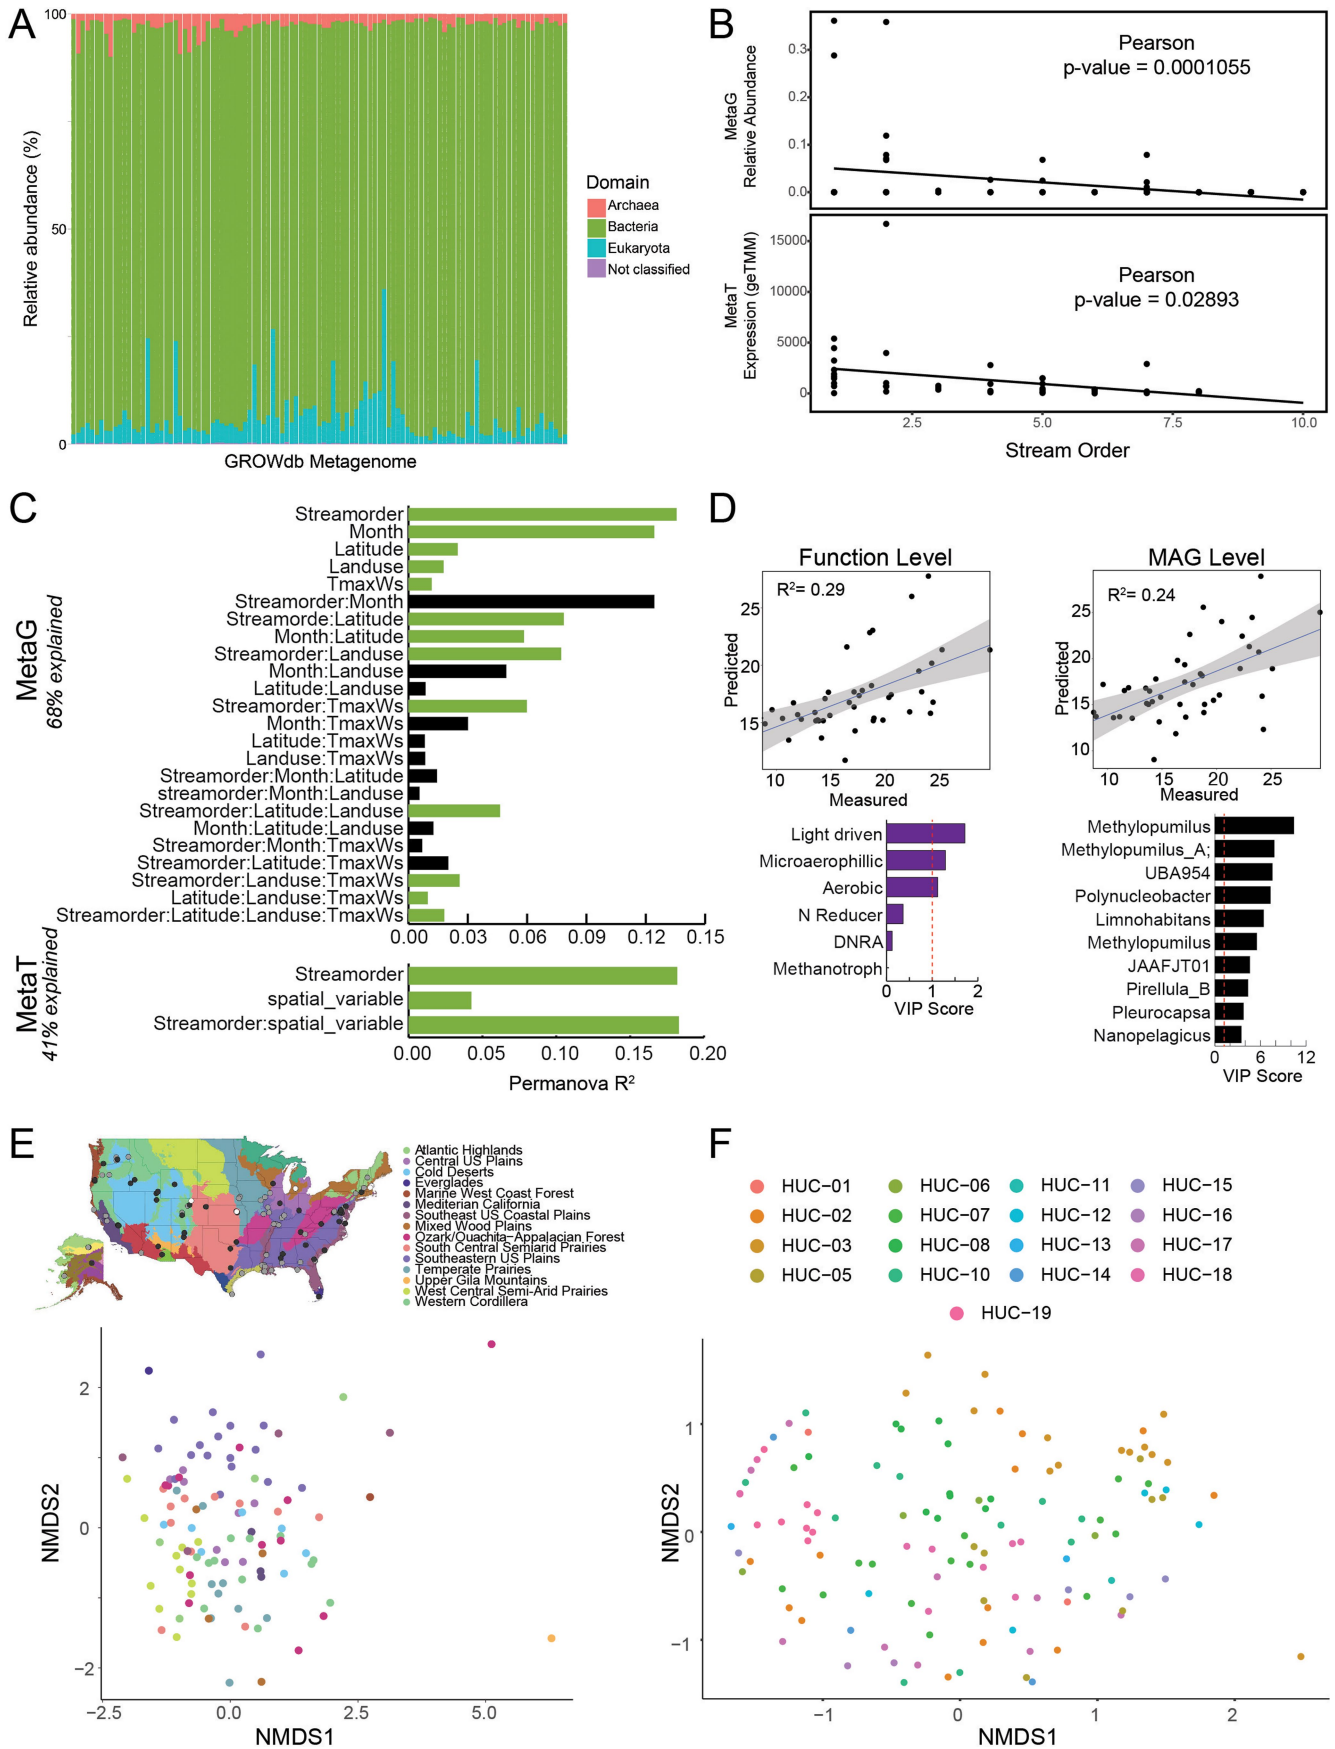 A
100
50
0
Relative abundance (%)
GROWdb Metagenome
Domain
Archaea
Bacteria
Eukaryota
Not classified
B
MetaG
Relative Abundance
0.3
0.2
0.1
0.0
Pearson
p-value = 0.0001055
MetaT
Expression (geTMM)
15000
10000
5000
0
Pearson
p-value = 0.02893
2.5 5.0 7.5 10.0
Stream Order
C
MetaG
68% explained
Streamorder
Month
Latitude
Landuse
TmaxWs
Streamorder:Month
Streamorde:Latitude
Month:Latitude
Streamorder:Landuse
Month:Landuse
Latitude:Landuse
Streamorder:TmaxWs
Month:TmaxWs
Latitude:TmaxWs
Landuse:TmaxWs
Streamorder:Month:Latitude
streamorder:Month:Landuse
Streamorder:Latitude:Landuse
Month:Latitude:Landuse
Streamorder:Month:TmaxWs
Streamorder:Latitude:TmaxWs
Streamorder:Landuse:TmaxWs
Latitude:Landuse:TmaxWs
Streamorder:Latitude:Landuse:TmaxWs
0.00 0.03 0.06 0.09 0.12 0.15
MetaT
41% explained
Streamorder
spatial_variable
Streamorder:spatial_variable
0.00 0.05 0.10 0.15 0.20
Permanova R²
D
Function Level
R²= 0.29
Predicted
25
20
15
10 15 20 25
Measured
Light driven
Microaerophillic
Aerobic
N Reducer
DNRA
Methanotroph
0 1 2
VIP Score
MAG Level
R²= 0.24
Predicted
25
20
15
10
10 15 20 25
Measured
Methylopumilus
Methylopumilus_A;
UBA954
Polynucleobacter
Limnohabitans
Methylopumilus
JAAFJT01
Pirellula_B
Pleurocapsa
Nanopelagicus
0 6 12
VIP Score
E
Atlantic Highlands
Central US Plains
Cold Deserts
Everglades
Marine West Coast Forest
Mediterian California
Southeast US Coastal Plains
Mixed Wood Plains
Ozark/Ouachita-Appalacian Forest
South Central Semiarid Prairies
Southeastern US Plains
Temperate Prairies
Upper Gila Mountains
West Central Semi-Arid Prairies
Western Cordillera
NMDS2
2
0
−2
−2.5 0.0 2.5 5.0
NMDS1
F
HUC−01 HUC−06 HUC−11 HUC−15
HUC−02 HUC−07 HUC−12 HUC−16
HUC−03 HUC−08 HUC−13 HUC−17
HUC−05 HUC−10 HUC−14 HUC−18
HUC−19
NMDS2
1
0
−1
−1 0 1 2
NMDS1